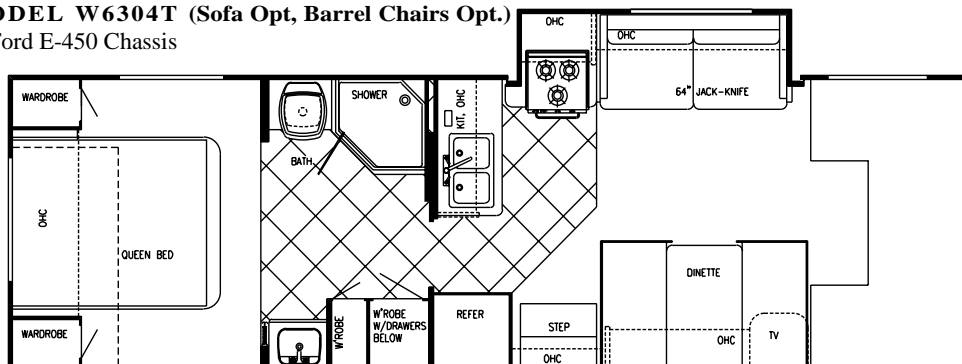 ODEL W6304T (Sofa Opt, Barrel Chairs Opt.)
Ford E-450 Chassis
OHC
OHC
64" JACK-KNIFE
WARDROBE
SHOWER
KIT. OHC
BATH
OHC
QUEEN BED
DINETTE
WARDROBE
W'ROBE
W'ROBE
W/DRAWERS
BELOW
REFER
STEP
OHC
OHC
TV